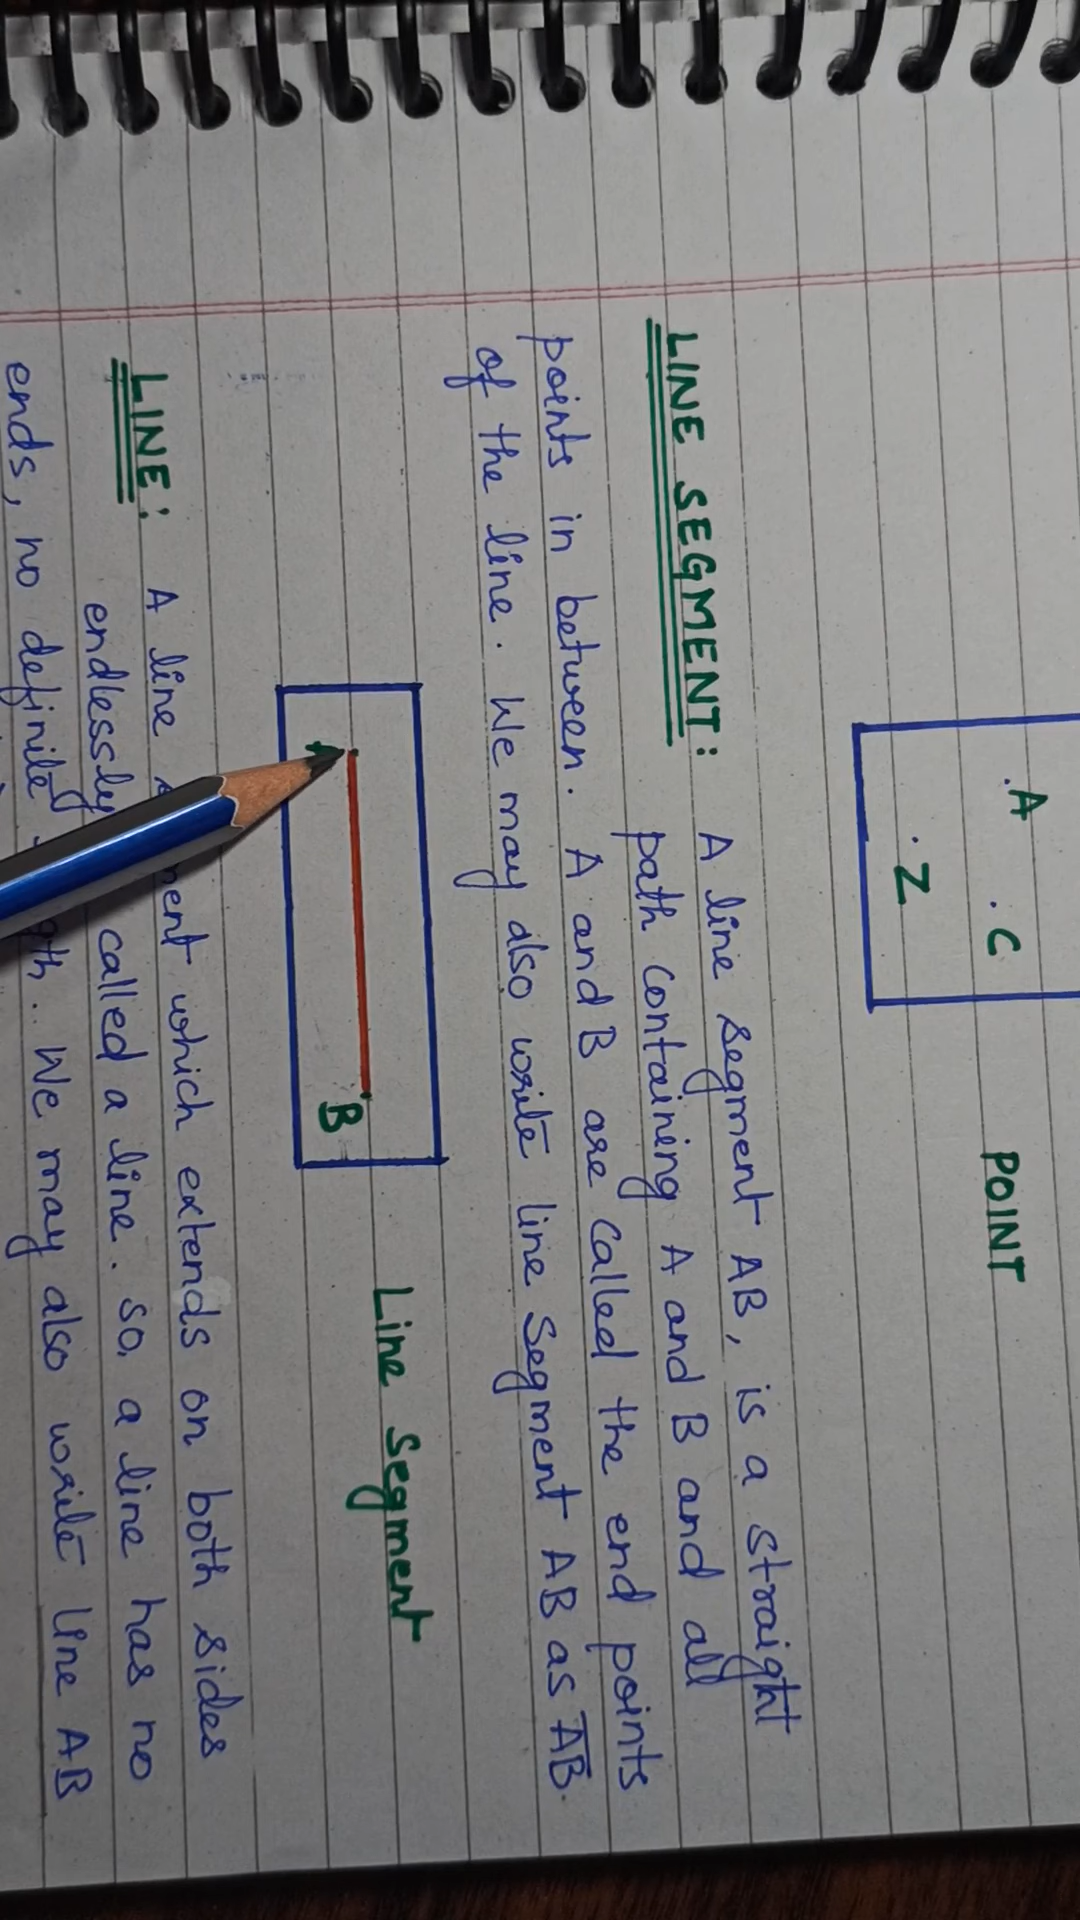 .A
. C
. Z
POINT
LINE SEGMENT: A line segment AB, is a straight
path containing A and B and all
points in between. A and B are called the end points
of the line. We may also write line segment AB as A̅B̅.
B
Line Segment
LINE: A line which extends on both sides
endlessly called a line. so, a line has no
ends, no definite .. We may also write line AB